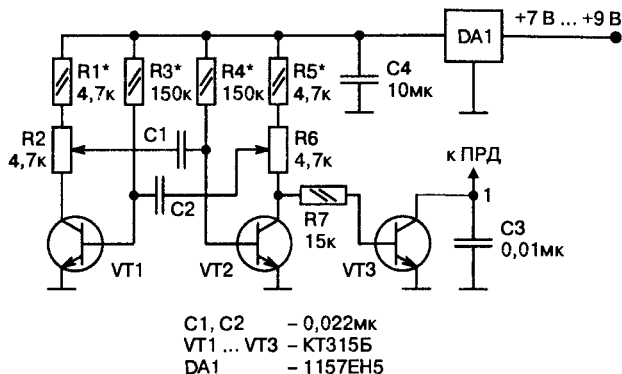 +7 В ... +9 В
DA1
R1*
4,7к
R3*
150к
R4*
150к
R5*
4,7к
C4
10мк
R2
4,7к
C1
R6
4,7к
к ПРД
1
C2
R7
15к
C3
0,01мк
VT1
VT2
VT3
C1, C2 – 0,022мк
VT1 ... VT3 – КТ315Б
DA1 – 1157ЕН5